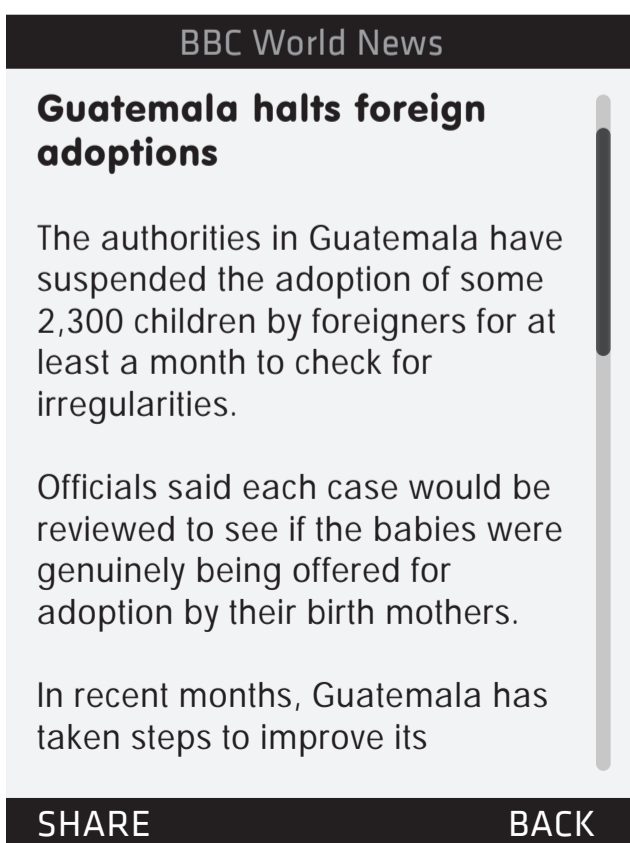 BBC World News
Guatemala halts foreign
adoptions
The authorities in Guatemala have
suspended the adoption of some
2,300 children by foreigners for at
least a month to check for
irregularities.
Officials said each case would be
reviewed to see if the babies were
genuinely being offered for
adoption by their birth mothers.
In recent months, Guatemala has
taken steps to improve its
SHARE BACK